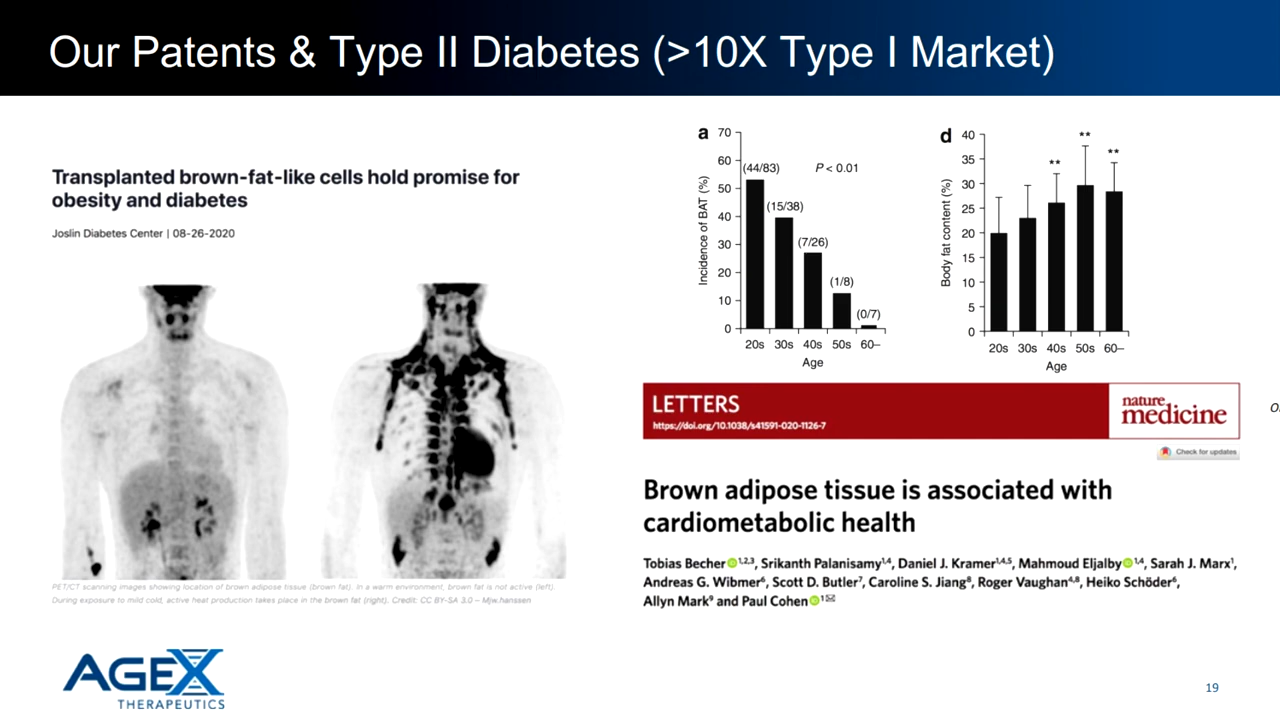 Our Patents & Type II Diabetes (>10X Type I Market)
Transplanted brown-fat-like cells hold promise for
obesity and diabetes
Joslin Diabetes Center | 08-26-2020
PET/CT scanning images showing location of brown adipose tissue (brown fat). In a warm environment, brown fat is not active (left).
During exposure to mild cold, active heat production takes place in the brown fat (right). Credit: CC BY-SA 3.0 – Mjw.hanssen
a
Incidence of BAT (%)
70
60
50
40
30
20
10
0
(44/83)
(15/38)
(7/26)
(1/8)
(0/7)
P < 0.01
20s 30s 40s 50s 60–
Age
d
Body fat content (%)
40
35
30
25
20
15
10
5
0
**
**
**
20s 30s 40s 50s 60–
Age
LETTERS
https://doi.org/10.1038/s41591-020-1126-7
nature
medicine
Check for updates
Brown adipose tissue is associated with
cardiometabolic health
Tobias Becher 1,2,3, Srikanth Palanisamy1,4, Daniel J. Kramer1,4,5, Mahmoud Eljalby 1,4, Sarah J. Marx1,
Andreas G. Wibmer6, Scott D. Butler7, Caroline S. Jiang8, Roger Vaughan4,8, Heiko Schöder6,
Allyn Mark9 and Paul Cohen 1✉
AGEX
THERAPEUTICS
19